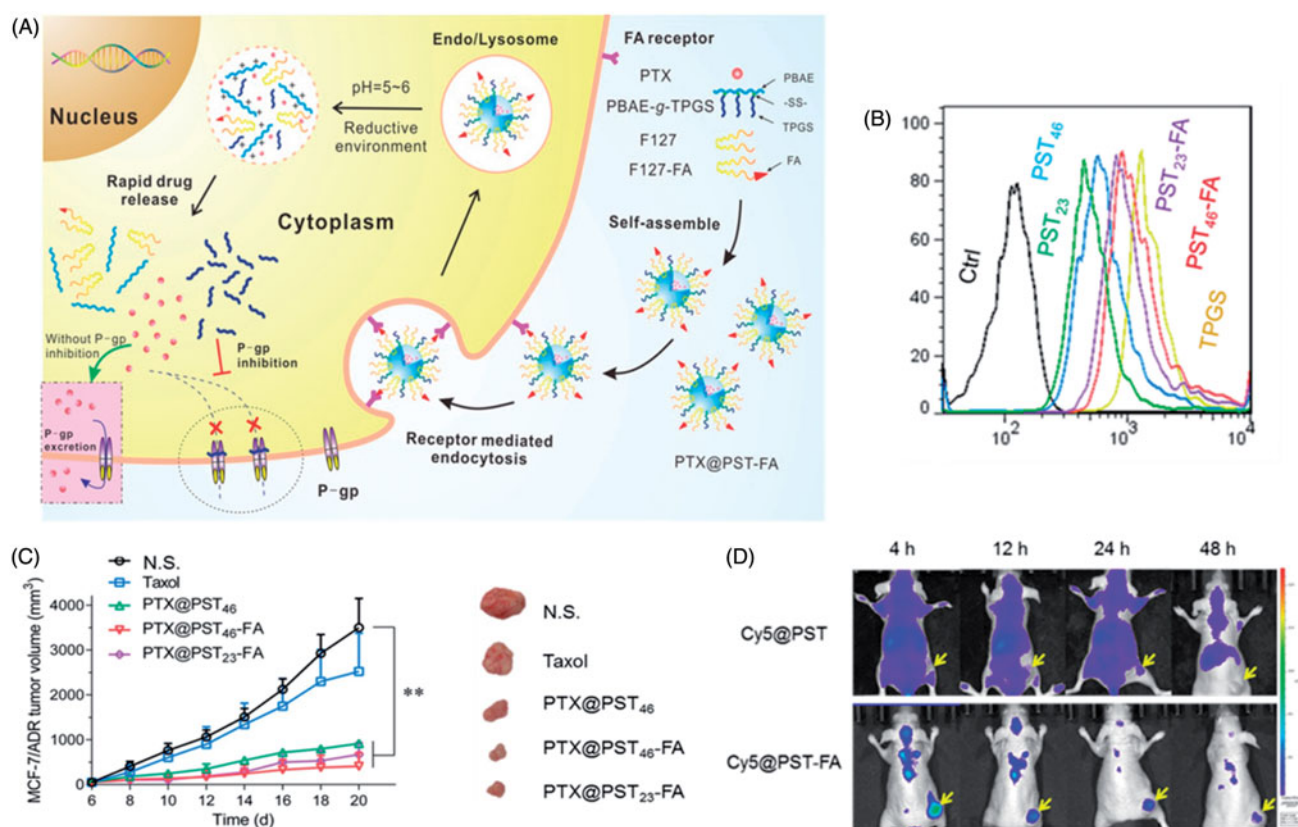 (A)
Nucleus
pH=5~6
Reductive
environment
Endo/Lysosome
FA receptor
PTX
PBAE-g-TPGS
F127
F127-FA
PBAE
-SS-
TPGS
FA
Rapid drug
release
Cytoplasm
Self-assemble
Without P-gp
inhibition
P-gp
inhibition
P-gp
excretion
P-gp
Receptor mediated
endocytosis
PTX@PST-FA
(B)
100
80
60
40
20
0
Ctrl
PST23
PST46
PST23-FA
PST46-FA
TPGS
10²
10³
10⁴
(C)
N.S.
Taxol
PTX@PST46
PTX@PST46-FA
PTX@PST23-FA
MCF-7/ADR tumor volume (mm³)
4000
3000
2000
1000
500
0
**
6 8 10 12 14 16 18 20
Time (d)
N.S.
Taxol
PTX@PST46
PTX@PST46-FA
PTX@PST23-FA
(D)
4 h 12 h 24 h 48 h
Cy5@PST
Cy5@PST-FA